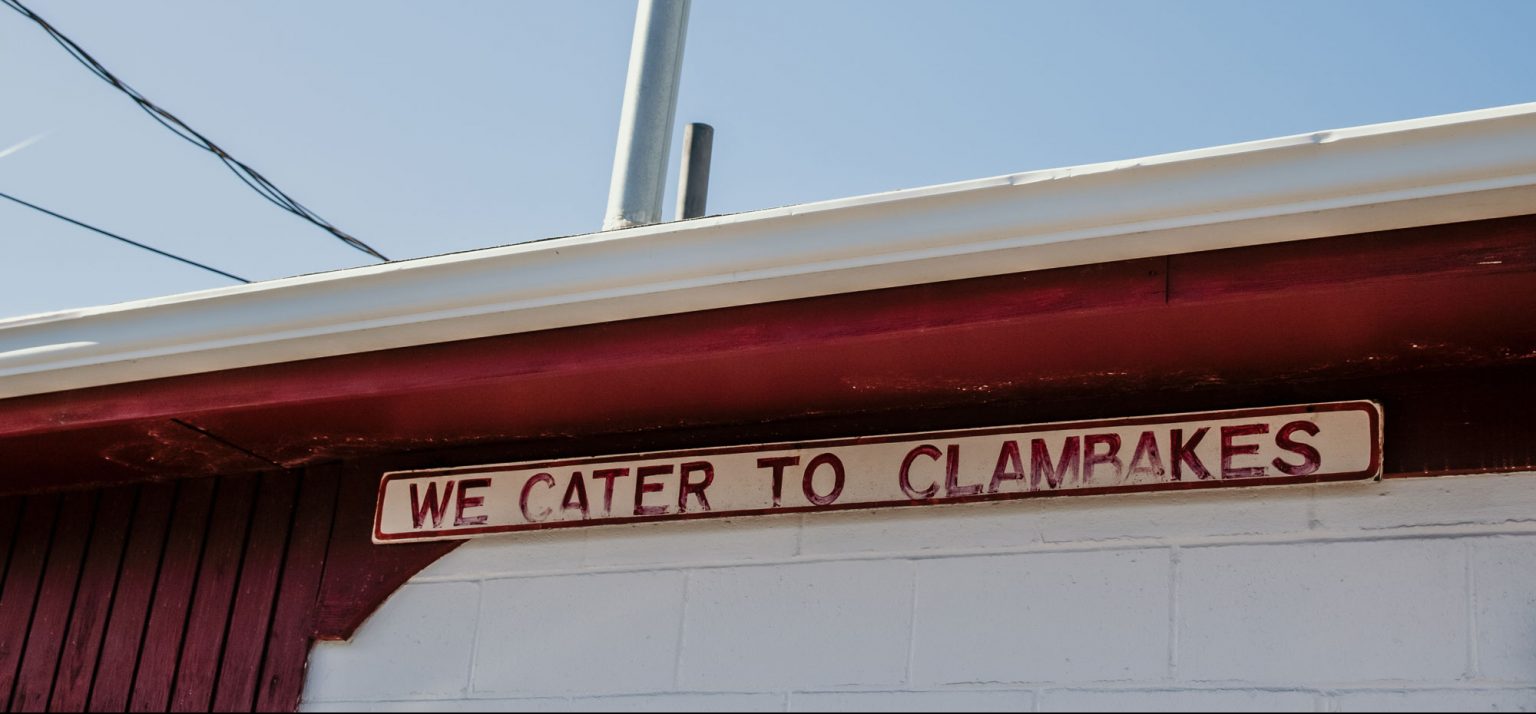 WE CATER TO CLAMBAKES